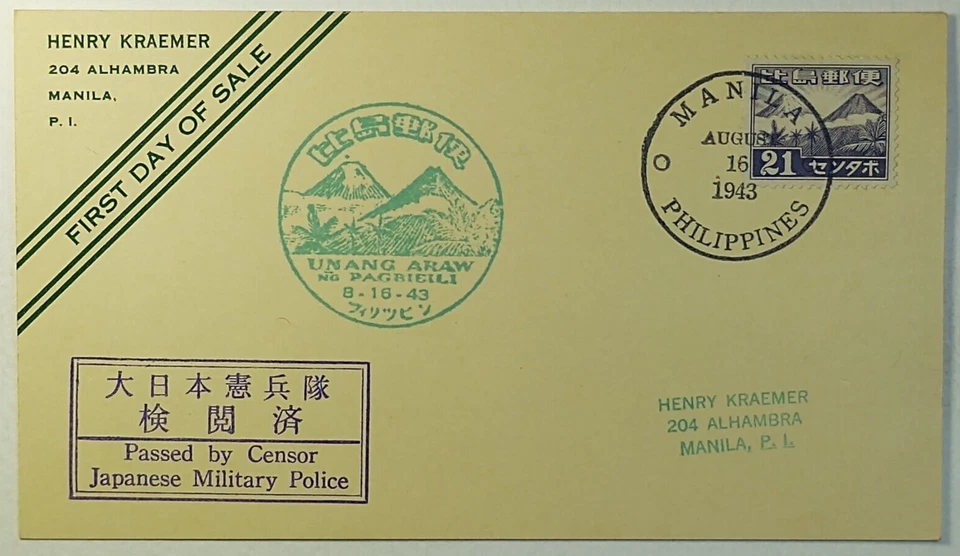 HENRY KRAEMER
204 ALHAMBRA
MANILA,
P. I.
FIRST DAY OF SALE
比島郵便
UNANG ARAW
NG PAGBIBILI
8-16-43
フィリッピン
MANILA
AUGUST
16
1943
PHILIPPINES
比島郵便
21 センタボ
大日本憲兵隊
検閲済
Passed by Censor
Japanese Military Police
HENRY KRAEMER
204 ALHAMBRA
MANILA, P. I.